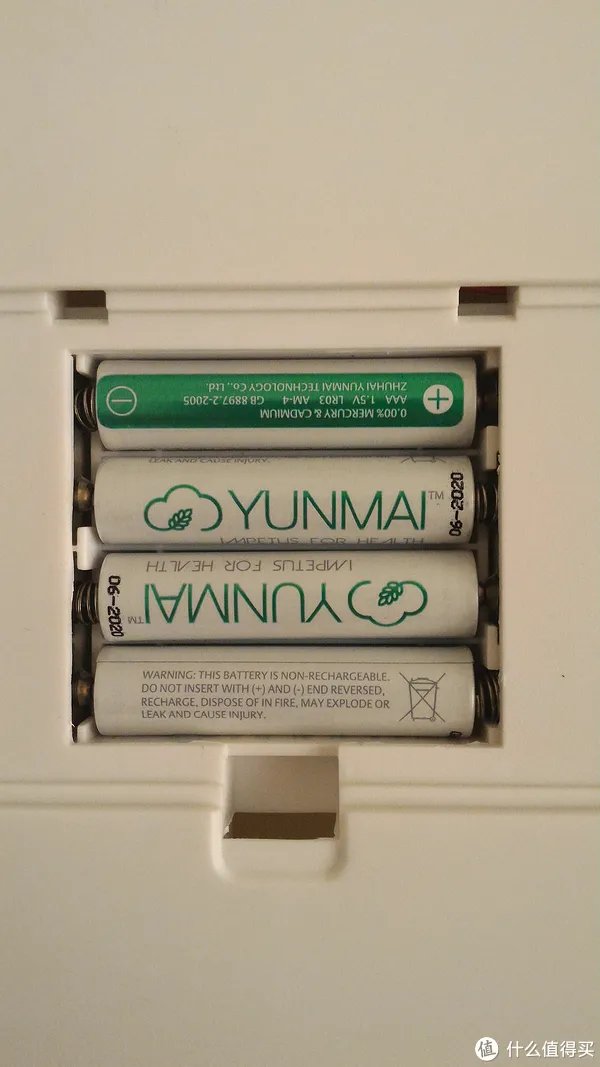 0.00% MERCURY & CADMIUM
AAA 1.5V LR03 AM-4 GB 8897.2-2005
ZHUHAI YUNMAI TECHNOLOGY Co., Ltd.
LEAK AND CAUSE INJURY.
YUNMAI™
06-2020
IMPETUS FOR HEALTH
IMPETUS FOR HEALTH
YUNMAI™
06-2020
WARNING: THIS BATTERY IS NON-RECHARGEABLE.
DO NOT INSERT WITH (+) AND (-) END REVERSED,
RECHARGE, DISPOSE OF IN FIRE, MAY EXPLODE OR
LEAK AND CAUSE INJURY.
值 什么值得买